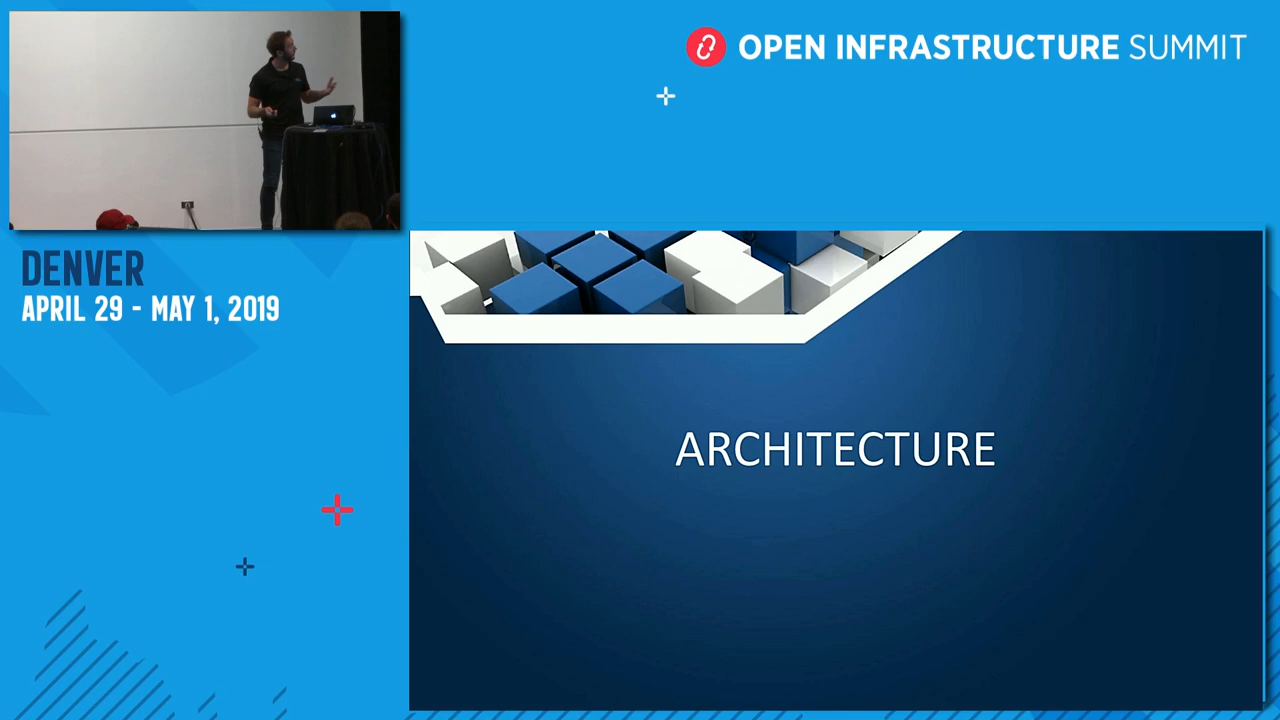 OPEN INFRASTRUCTURE SUMMIT
DENVER
APRIL 29 - MAY 1, 2019
ARCHITECTURE